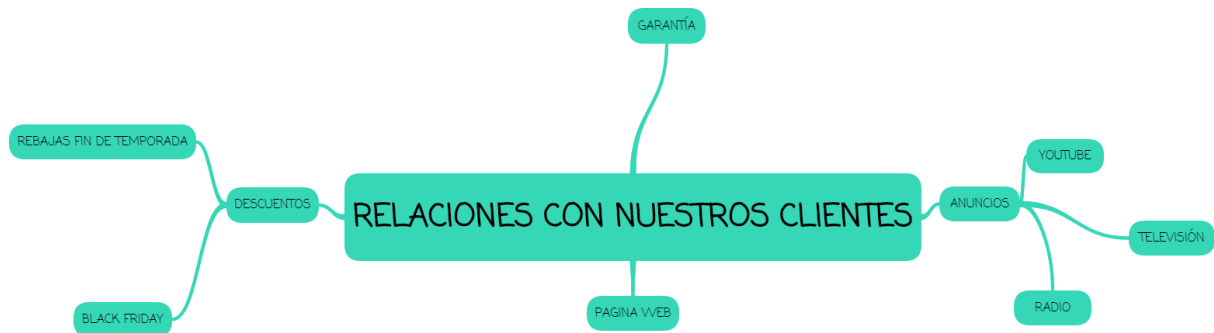 GARANTÍA
REBAJAS FIN DE TEMPORADA
YOUTUBE
DESCUENTOS
RELACIONES CON NUESTROS CLIENTES
ANUNCIOS
TELEVISIÓN
BLACK FRIDAY
PAGINA WEB
RADIO